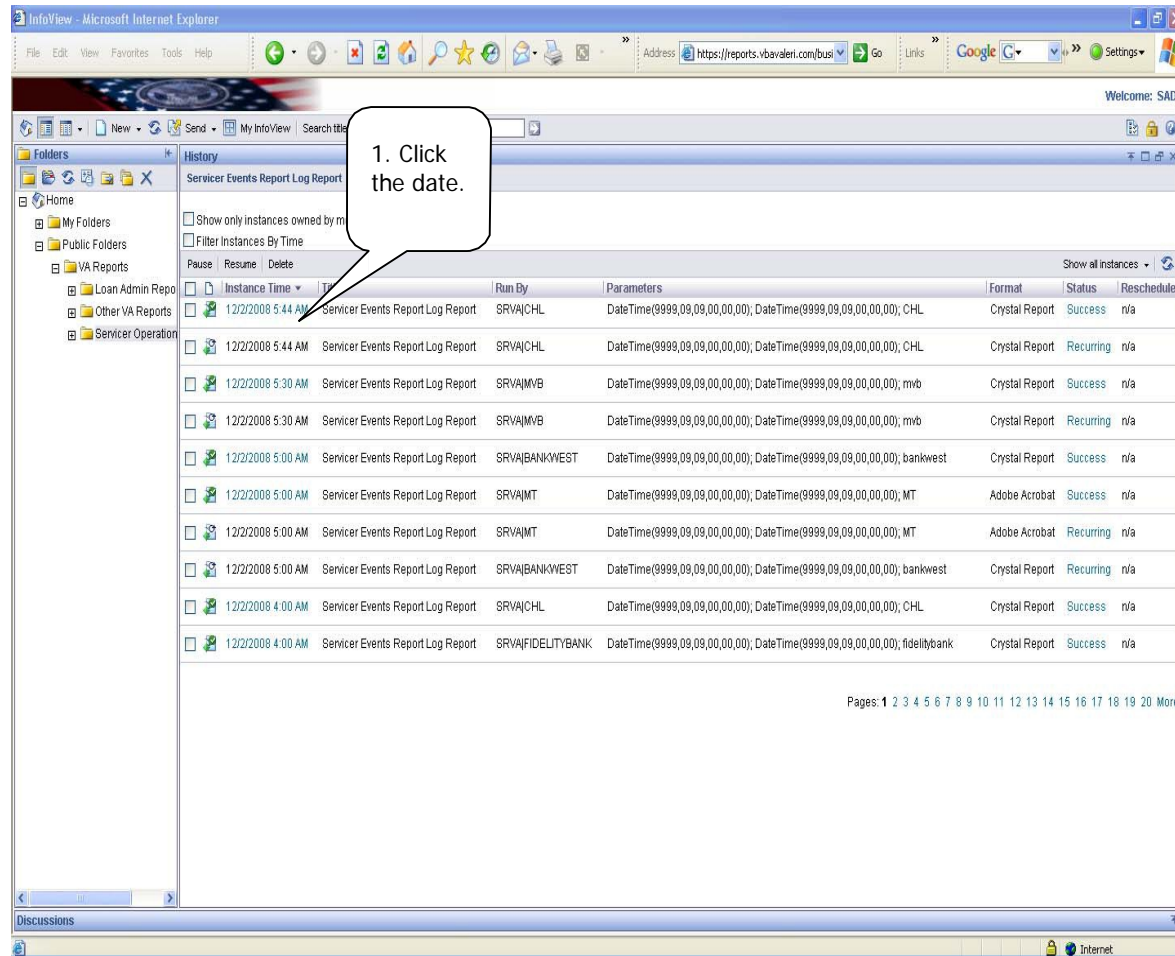 InfoView - Microsoft Internet Explorer
File Edit View Favorites Tools Help » Address https://reports.vbavaleri.com/busi Go Links » Google G » Settings
Welcome: SAD
New Send My InfoView Search title
Folders
History
Servicer Events Report Log Report
1. Click
the date.
Home
My Folders
Public Folders
VA Reports
Loan Admin Repo
Other VA Reports
Servicer Operation
Show only instances owned by m
Filter Instances By Time
Pause Resume Delete Show all instances
Instance Time Run By Parameters Format Status Reschedule
12/2/2008 5:44 AM Servicer Events Report Log Report SRVA|CHL DateTime(9999,09,09,00,00,00); DateTime(9999,09,09,00,00,00); CHL Crystal Report Success n/a
12/2/2008 5:44 AM Servicer Events Report Log Report SRVA|CHL DateTime(9999,09,09,00,00,00); DateTime(9999,09,09,00,00,00); CHL Crystal Report Recurring n/a
12/2/2008 5:30 AM Servicer Events Report Log Report SRVA|MVB DateTime(9999,09,09,00,00,00); DateTime(9999,09,09,00,00,00); mvb Crystal Report Success n/a
12/2/2008 5:30 AM Servicer Events Report Log Report SRVA|MVB DateTime(9999,09,09,00,00,00); DateTime(9999,09,09,00,00,00); mvb Crystal Report Recurring n/a
12/2/2008 5:00 AM Servicer Events Report Log Report SRVA|BANKWEST DateTime(9999,09,09,00,00,00); DateTime(9999,09,09,00,00,00); bankwest Crystal Report Success n/a
12/2/2008 5:00 AM Servicer Events Report Log Report SRVA|MT DateTime(9999,09,09,00,00,00); DateTime(9999,09,09,00,00,00); MT Adobe Acrobat Success n/a
12/2/2008 5:00 AM Servicer Events Report Log Report SRVA|MT DateTime(9999,09,09,00,00,00); DateTime(9999,09,09,00,00,00); MT Adobe Acrobat Recurring n/a
12/2/2008 5:00 AM Servicer Events Report Log Report SRVA|BANKWEST DateTime(9999,09,09,00,00,00); DateTime(9999,09,09,00,00,00); bankwest Crystal Report Recurring n/a
12/2/2008 4:00 AM Servicer Events Report Log Report SRVA|CHL DateTime(9999,09,09,00,00,00); DateTime(9999,09,09,00,00,00); CHL Crystal Report Success n/a
12/2/2008 4:00 AM Servicer Events Report Log Report SRVA|FIDELITYBANK DateTime(9999,09,09,00,00,00); DateTime(9999,09,09,00,00,00); fidelitybank Crystal Report Success n/a
Pages: 1 2 3 4 5 6 7 8 9 10 11 12 13 14 15 16 17 18 19 20 More
Discussions
Internet